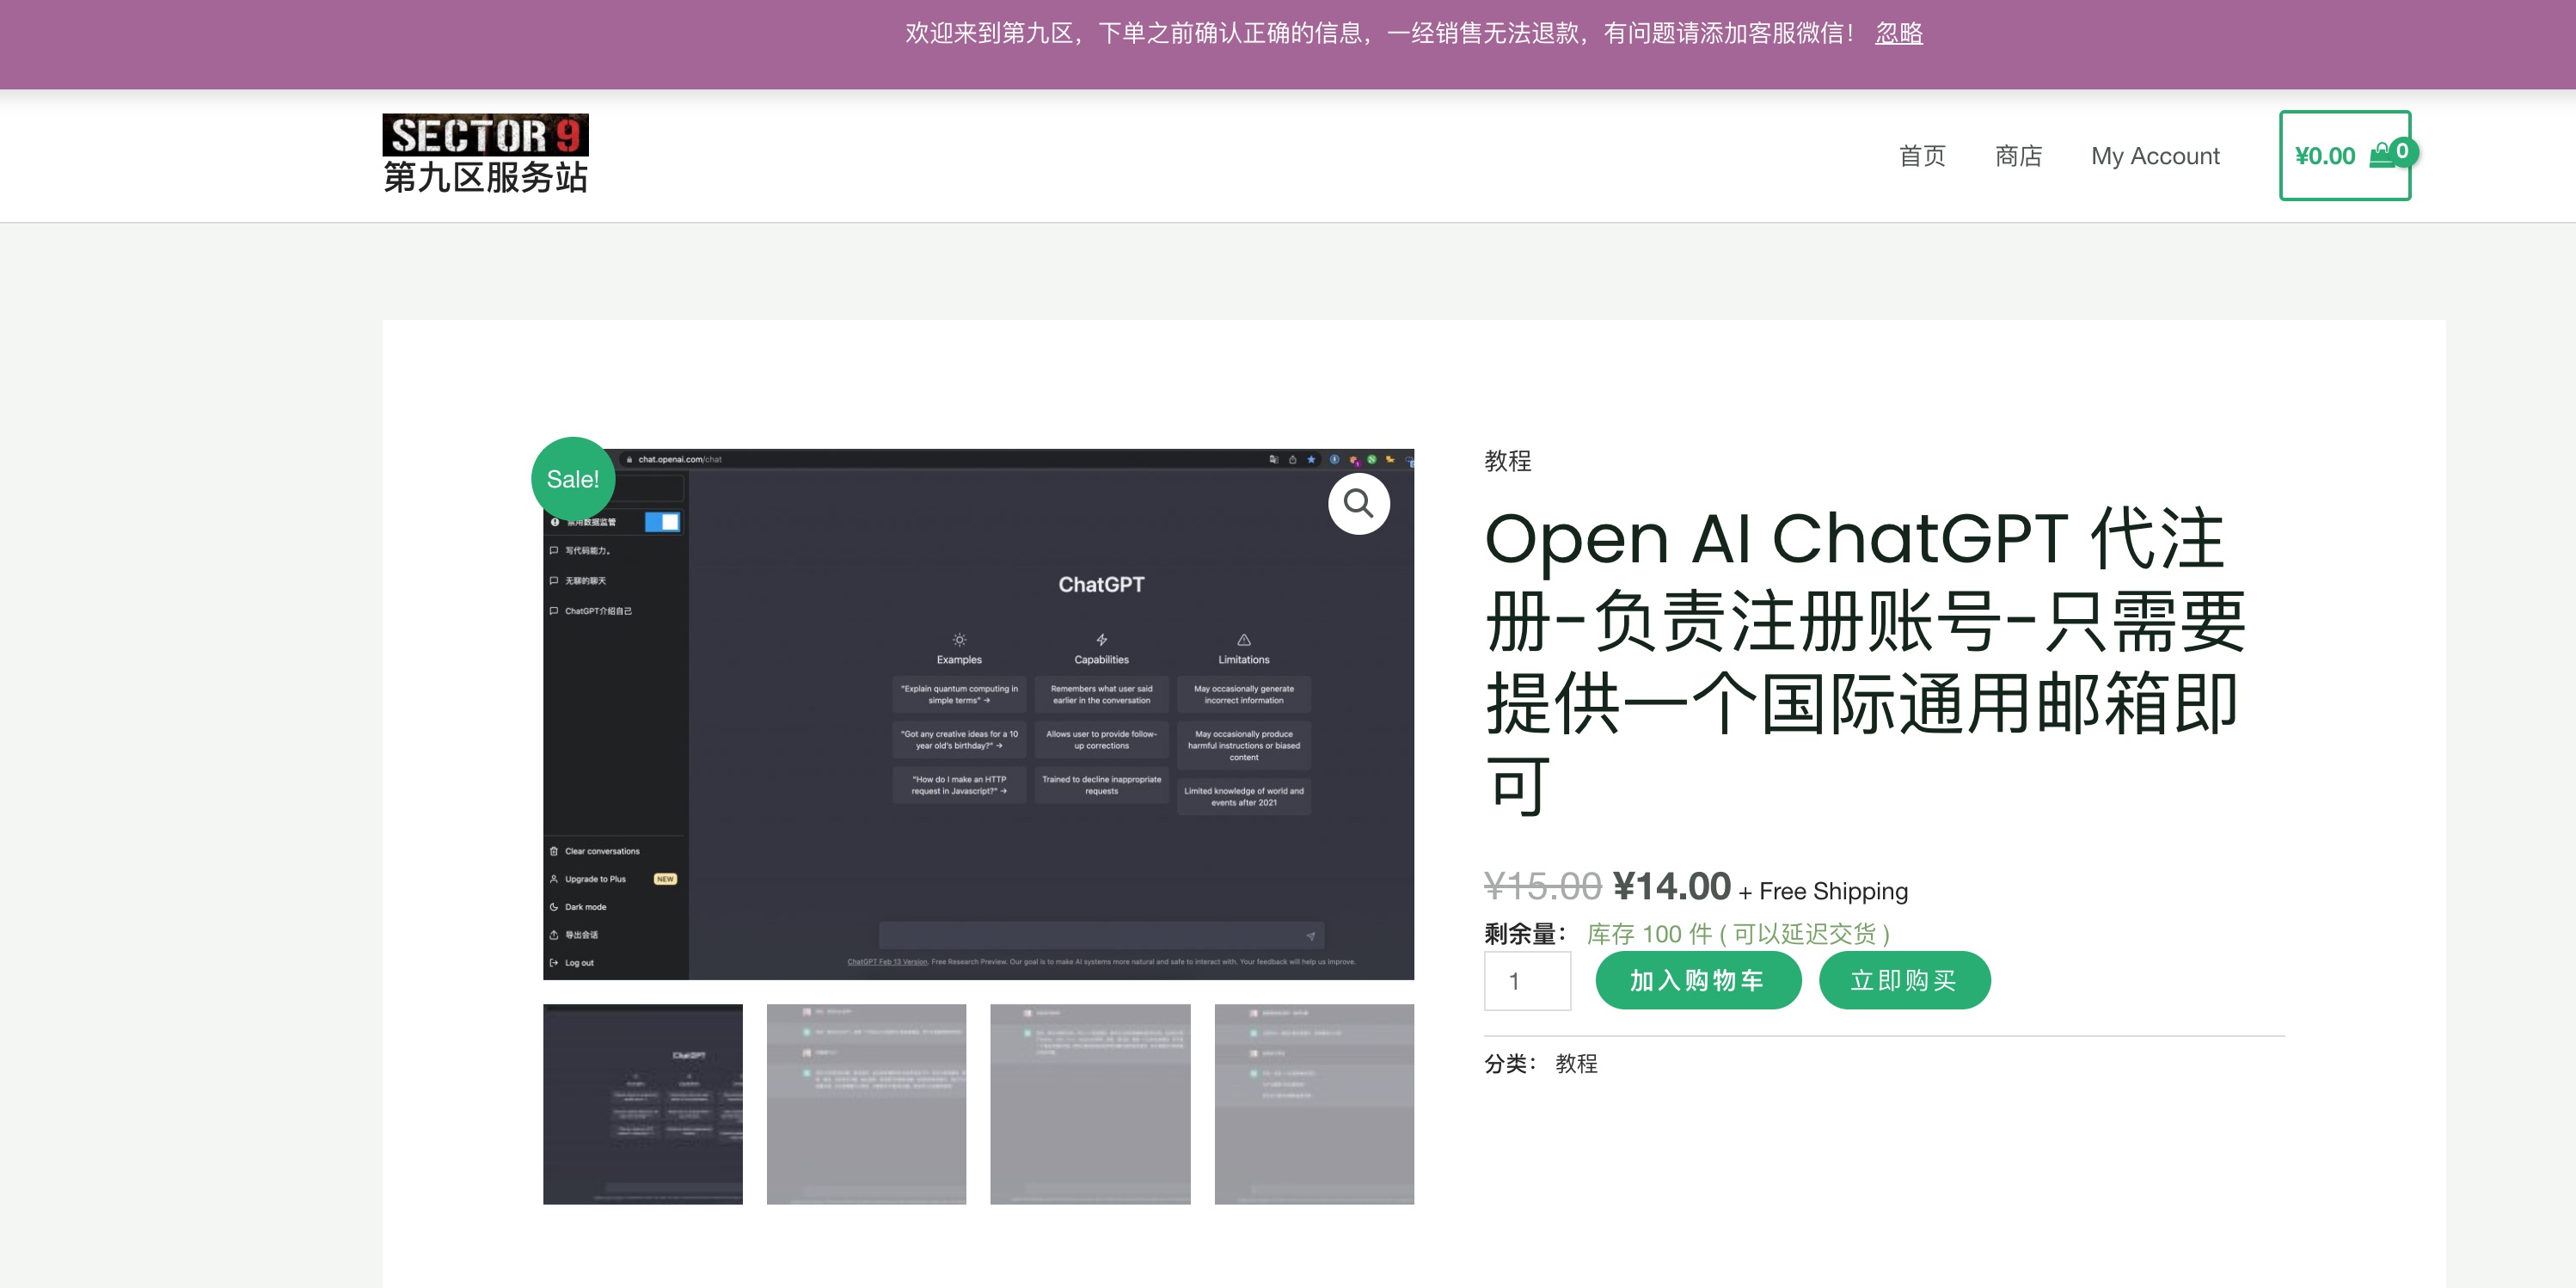 欢迎来到第九区，下单之前确认正确的信息，一经销售无法退款，有问题请添加客服微信！ 忽略
SECTOR 9
第九区服务站
首页
商店
My Account
¥0.00
0
Sale!
chat.openai.com/chat
禁用数据监管
写代码能力。
无聊的聊天
ChatGPT介绍自己
ChatGPT
Examples
Capabilities
Limitations
"Explain quantum computing in
simple terms" →
Remembers what user said
earlier in the conversation
May occasionally generate
incorrect information
"Got any creative ideas for a 10
year old's birthday?" →
Allows user to provide follow-
up corrections
May occasionally produce
harmful instructions or biased
content
"How do I make an HTTP
request in Javascript?" →
Trained to decline inappropriate
requests
Limited knowledge of world and
events after 2021
Clear conversations
Upgrade to Plus
NEW
Dark mode
导出会话
Log out
ChatGPT Feb 13 Version. Free Research Preview. Our goal is to make AI systems more natural and safe to interact with. Your feedback will help us improve.
ChatGPT
教程
Open AI ChatGPT 代注
册-负责注册账号-只需要
提供一个国际通用邮箱即
可
¥15.00 ¥14.00 + Free Shipping
剩余量： 库存 100 件 ( 可以延迟交货 )
1
加入购物车
立即购买
分类： 教程